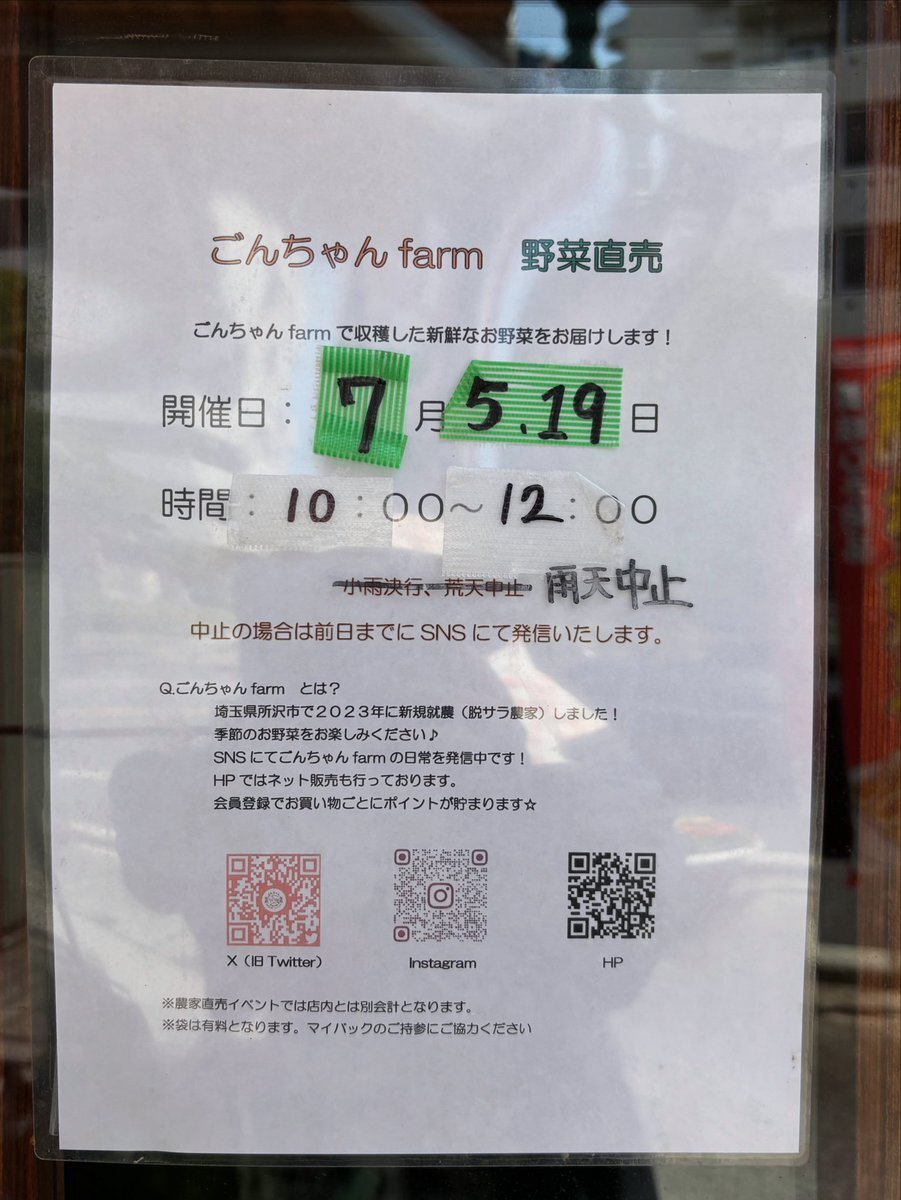 ごんちゃん farm　野菜直売
ごんちゃん farm で収穫した新鮮なお野菜をお届けします！
開催日： 7 月 5.19 日
時間： 10：００～12：００
小雨決行、荒天中止 雨天中止
中止の場合は前日までに SNS にて発信いたします。
Q.ごんちゃん farm　とは？
埼玉県所沢市で２０２３年に新規就農（脱サラ農家）しました！
季節のお野菜をお楽しみください♪
SNS にてごんちゃん farm の日常を発信中です！
HP ではネット販売も行っております。
会員登録でお買い物ごとにポイントが貯まります☆
X（旧 Twitter） Instagram HP
※農家直売イベントでは店内とは別会計となります。
※袋は有料となります。マイバックのご持参にご協力ください